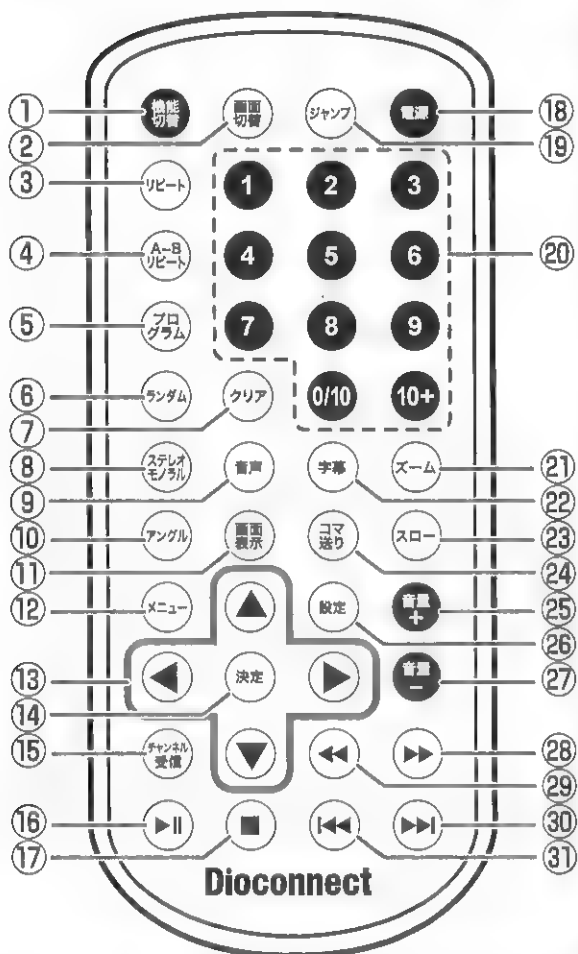 ① 機能切替 画面切替 ジャンプ 電源 ⑱
② ⑲
③ リピート 1 2 3
④ A-Bリピート 4 5 6 ⑳
⑤ プログラム 7 8 9
⑥ ランダム クリア 0/10 10+
⑦
⑧ ステレオモノラル 音声 字幕 ズーム ㉑
⑨ ㉒
⑩ アングル 画面表示 コマ送り スロー ㉓
⑪ ㉔
⑫ メニュー ▲ 設定 音量+ ㉕
㉖
⑬ ◀ 決定 ▶ 音量− ㉗
⑭
⑮ チャンネル受信 ▼ ◀◀ ▶▶ ㉘
㉙
⑯ ▶II ■ I◀◀ ▶▶I ㉚
⑰ ㉛
Dioconnect